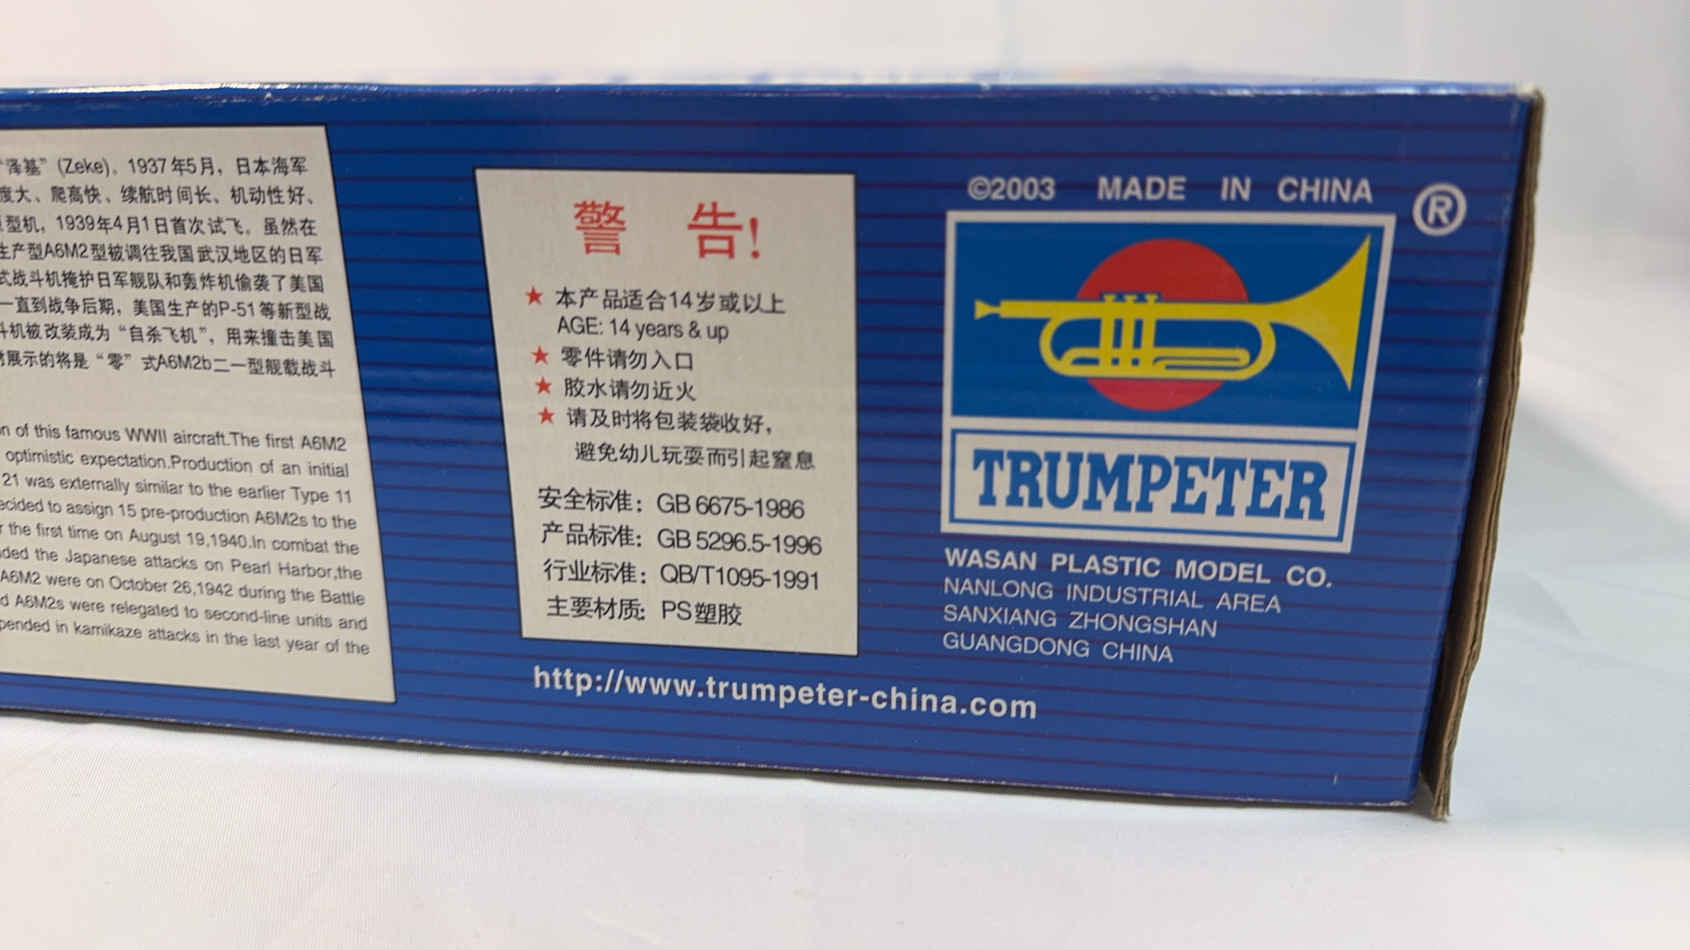 “泽基” (Zeke)。1937年5月，日本海军
度大、爬高快、续航时间长、机动性好、
型机，1939年4月1日首次试飞。虽然在
生产型A6M2型被调往我国武汉地区的日军
式战斗机掩护日军舰队和轰炸机偷袭了美国
一直到战争后期，美国生产的P-51等新型战
斗机被改装成为“自杀飞机”，用来撞击美国
展示的将是“零”式A6M2b二一型舰载战斗
of this famous WWII aircraft.The first A6M2
optimistic expectation.Production of an initial
21 was externally similar to the earlier Type 11
ecided to assign 15 pre-production A6M2s to the
the first time on August 19,1940.In combat the
ded the Japanese attacks on Pearl Harbor,the
A6M2 were on October 26,1942 during the Battle
d A6M2s were relegated to second-line units and
pended in kamikaze attacks in the last year of the
警 告!
★ 本产品适合14岁或以上
AGE: 14 years & up
★ 零件请勿入口
★ 胶水请勿近火
★ 请及时将包装袋收好，
避免幼儿玩耍而引起窒息
安全标准：GB 6675-1986
产品标准：GB 5296.5-1996
行业标准：QB/T1095-1991
主要材质：PS塑胶
http://www.trumpeter-china.com
©2003 MADE IN CHINA
®
TRUMPETER
WASAN PLASTIC MODEL CO.
NANLONG INDUSTRIAL AREA
SANXIANG ZHONGSHAN
GUANGDONG CHINA